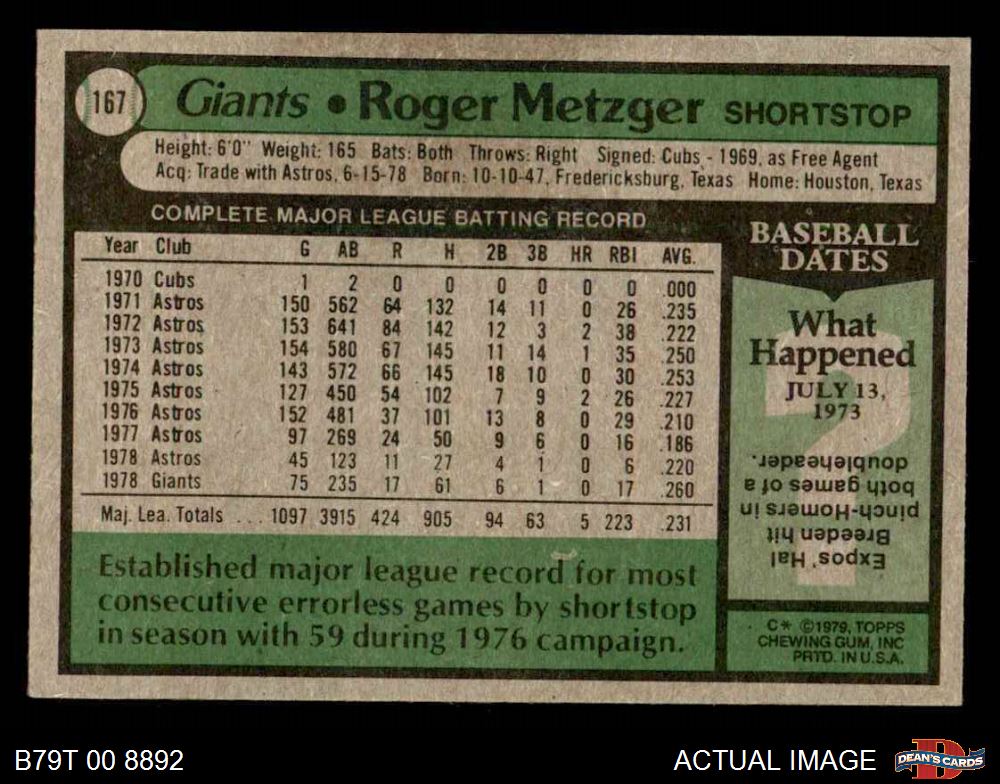 167 Giants • Roger Metzger SHORTSTOP
Height: 6'0" Weight: 165 Bats: Both Throws: Right Signed: Cubs, - 1969, as Free Agent
Acq: Trade with Astros, 6-15-78 Born: 10-10-47, Fredericksburg, Texas Home: Houston, Texas
COMPLETE MAJOR LEAGUE BATTING RECORD
Year Club G AB R H 2B 3B HR RBI AVG.
1970 Cubs 1 2 0 0 0 0 0 0 .000
1971 Astros 150 562 64 132 14 11 0 26 .235
1972 Astros 153 641 84 142 12 3 2 38 .222
1973 Astros 154 580 67 145 11 14 1 35 .250
1974 Astros 143 572 66 145 18 10 0 30 .253
1975 Astros 127 450 54 102 7 9 2 26 .227
1976 Astros 152 481 37 101 13 8 0 29 .210
1977 Astros 97 269 24 50 9 6 0 16 .186
1978 Astros 45 123 11 27 4 1 0 6 .220
1978 Giants 75 235 17 61 6 1 0 17 .260
Maj. Lea. Totals ... 1097 3915 424 905 94 63 5 223 .231
Established major league record for most
consecutive errorless games by shortstop
in season with 59 during 1976 campaign.
BASEBALL
DATES
What
Happened
JULY 13,
1973
Expos' Hal
Breeden hit
pinch-Homers in
both games of a
doubleheader.
C* ©1979, TOPPS
CHEWING GUM, INC
PRTD. IN U.S.A.
B79T 00 8892
ACTUAL IMAGE
D
DEAN'S CARDS